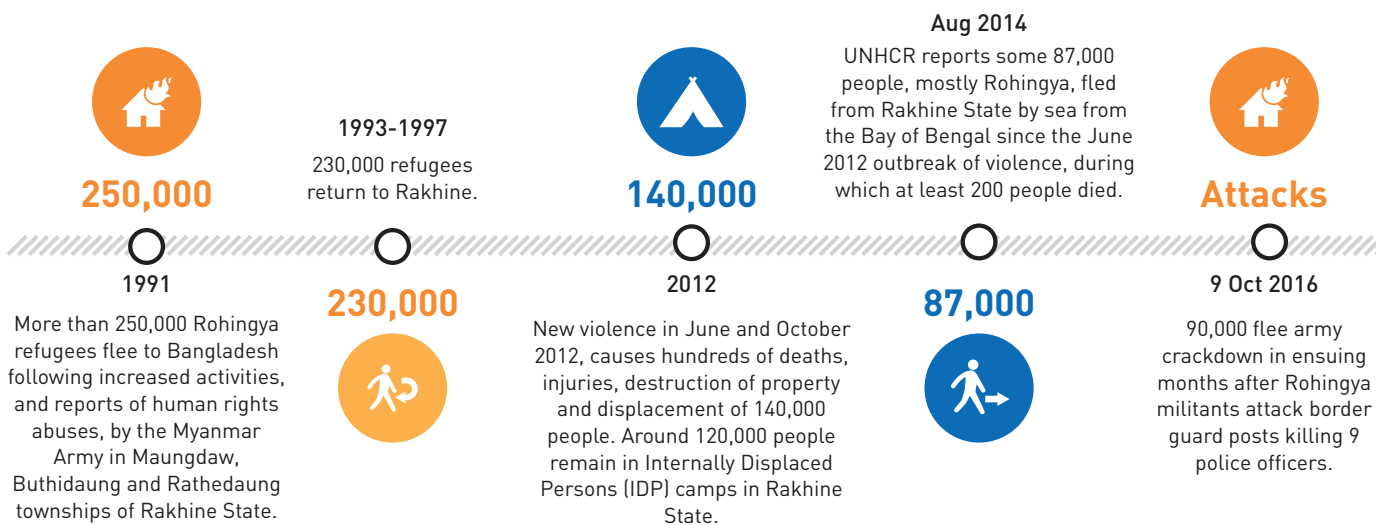 250,000
1991
More than 250,000 Rohingya
refugees flee to Bangladesh
following increased activities,
and reports of human rights
abuses, by the Myanmar
Army in Maungdaw,
Buthidaung and Rathedaung
townships of Rakhine State.
1993-1997
230,000 refugees
return to Rakhine.
230,000
140,000
2012
New violence in June and October
2012, causes hundreds of deaths,
injuries, destruction of property
and displacement of 140,000
people. Around 120,000 people
remain in Internally Displaced
Persons (IDP) camps in Rakhine
State.
Aug 2014
UNHCR reports some 87,000
people, mostly Rohingya, fled
from Rakhine State by sea from
the Bay of Bengal since the June
2012 outbreak of violence, during
which at least 200 people died.
87,000
Attacks
9 Oct 2016
90,000 flee army
crackdown in ensuing
months after Rohingya
militants attack border
guard posts killing 9
police officers.